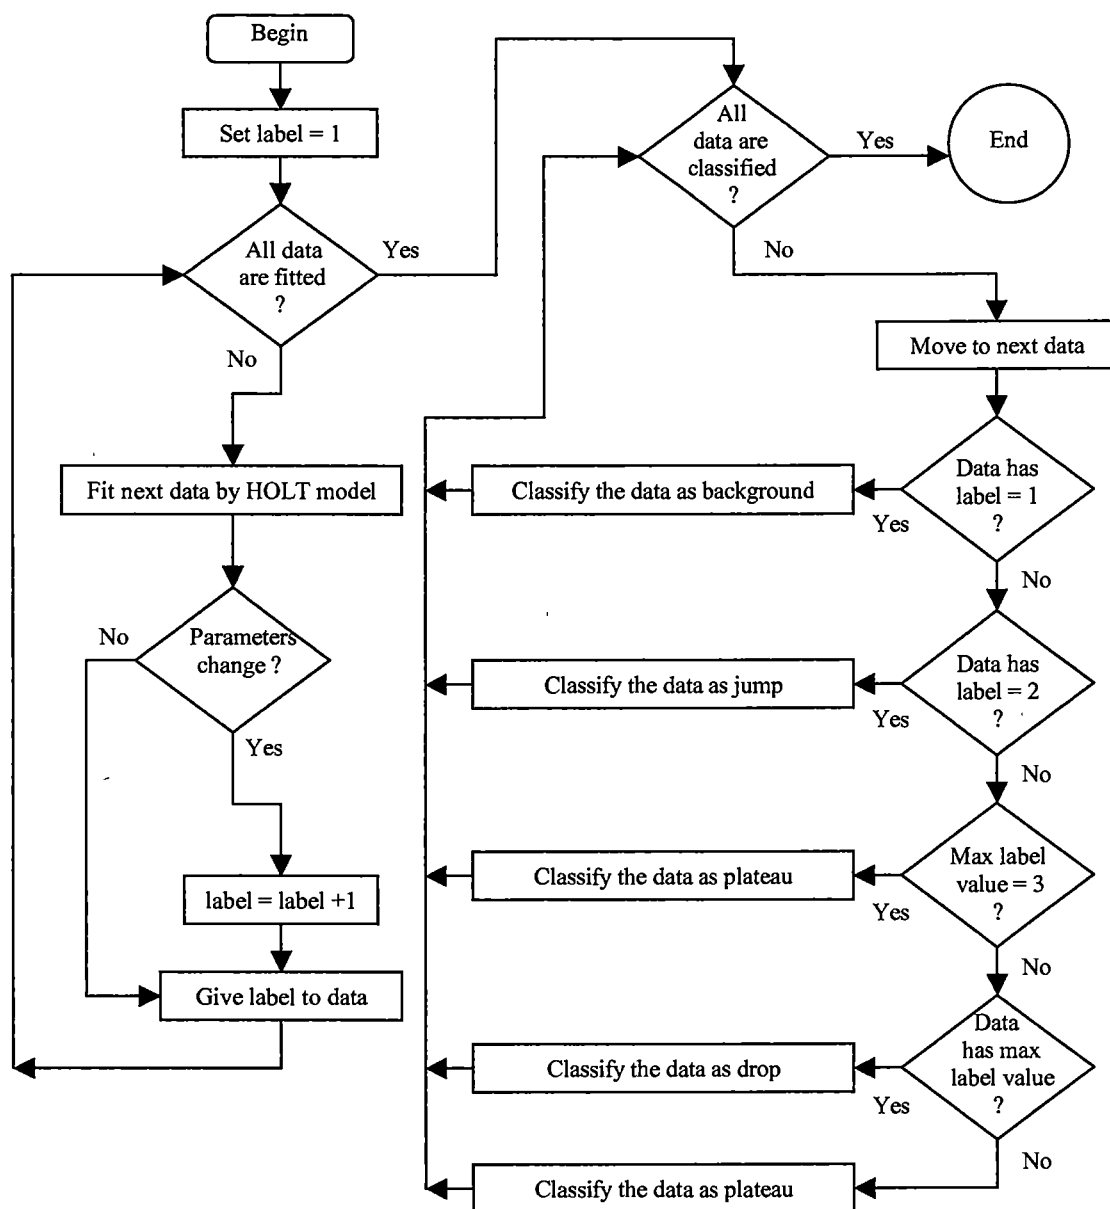 Begin
Set label = 1
All data
are fitted
?
Yes
No
Fit next data by HOLT model
Parameters
change ?
No
Yes
label = label +1
Give label to data
All
data are
classified
?
Yes
End
No
Move to next data
Data has
label = 1
?
Yes
Classify the data as background
No
Data has
label = 2
?
Yes
Classify the data as jump
No
Max label
value = 3
?
Yes
Classify the data as plateau
No
Data
has max
label value
?
Yes
Classify the data as drop
No
Classify the data as plateau